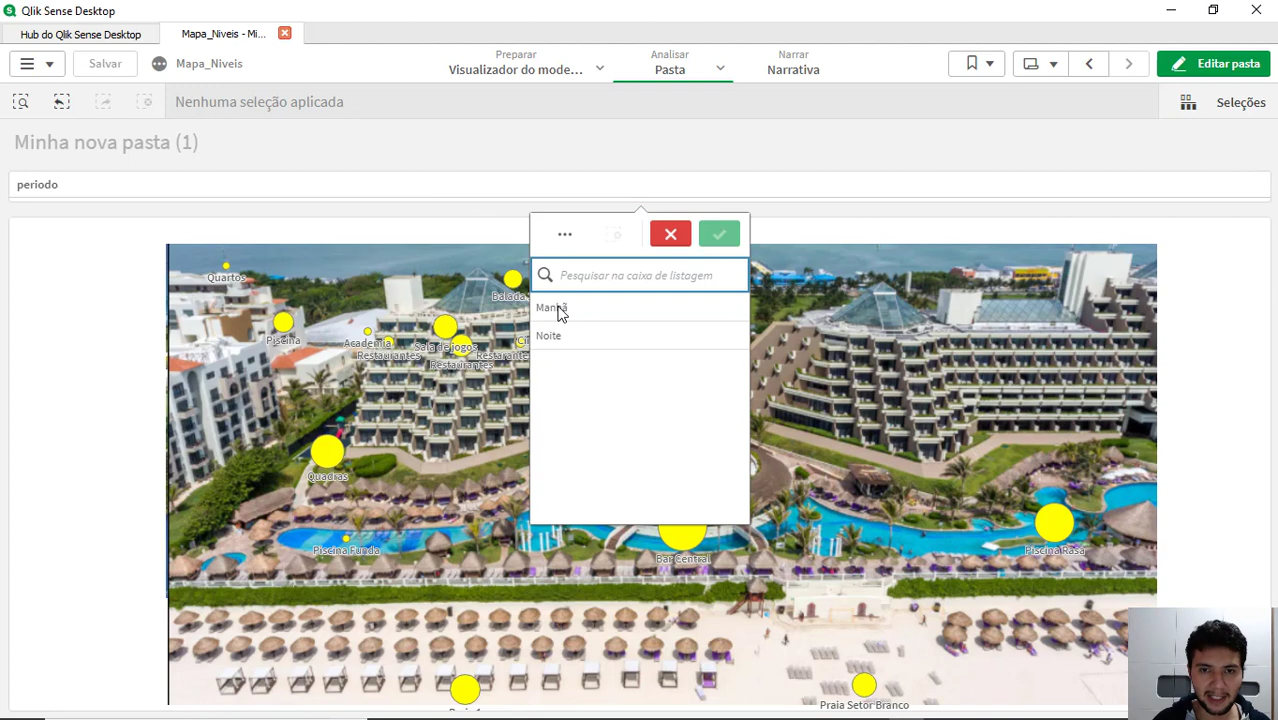 Qlik Sense Desktop
Hub do Qlik Sense Desktop
Mapa_Niveis - Mi...
Salvar
Mapa_Niveis
Preparar
Visualizador do mode...
Analisar
Pasta
Narrar
Narrativa
Editar pasta
Nenhuma seleção aplicada
Seleções
Minha nova pasta (1)
periodo
Pesquisar na caixa de listagem
Manhã
Noite
Quartos
Balada
Piscina
Academia
Sala de jogos
Restaurantes
Restaurantes
Quadras
Piscina Funda
Bar Central
Piscina Rasa
Praia Setor Branco